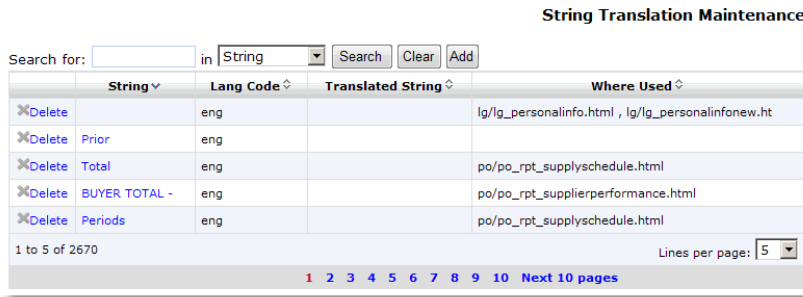 String Translation Maintenance
Search for: in String Search Clear Add
String Lang Code Translated String Where Used
Delete eng lg/lg_personalinfo.html , lg/lg_personalinfonew.ht
Delete Prior eng
Delete Total eng po/po_rpt_supplyschedule.html
Delete BUYER TOTAL - eng po/po_rpt_supplierperformance.html
Delete Periods eng po/po_rpt_supplyschedule.html
1 to 5 of 2670 Lines per page: 5
1 2 3 4 5 6 7 8 9 10 Next 10 pages